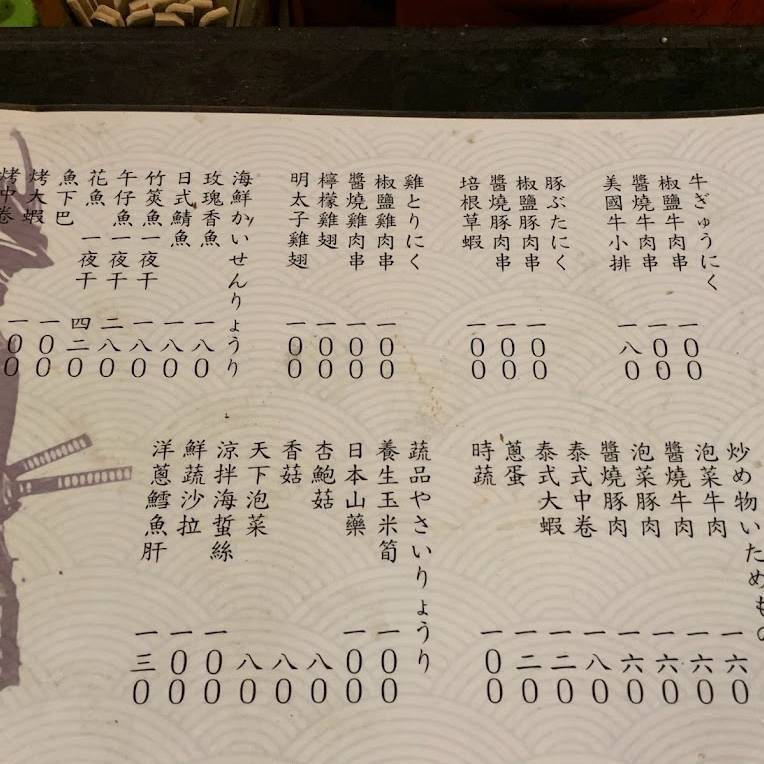 牛ぎゅうにく
椒鹽牛肉串 一〇〇
醬燒牛肉串 一〇〇
美國牛小排 一八〇
豚ぶたにく
椒鹽豚肉串 一〇〇
醬燒豚肉串 一〇〇
培根草蝦 一〇〇
雞とりにく
椒鹽雞肉串 一〇〇
醬燒雞肉串 一〇〇
檸檬雞翅 一〇〇
明太子雞翅 一〇〇
海鮮かいせんりょうり
玫瑰香魚 一八〇
日式鯖魚 一八〇
竹筴魚一夜干 一八〇
午仔魚一夜干 二八〇
花魚一夜干 四二〇
魚下巴 一〇〇
烤大蝦 一〇〇
烤中卷
炒め物いためもの
泡菜牛肉 一六〇
醬燒牛肉 一六〇
泡菜豚肉 一六〇
醬燒豚肉 一六〇
泰式中卷 一八〇
泰式大蝦 一二〇
蔥蛋 一二〇
時蔬 一〇〇
蔬品やさいりょうり
養生玉米筍 一〇〇
日本山藥 一〇〇
杏鮑菇 八〇
香菇 八〇
天下泡菜 八〇
涼拌海蜇絲 一〇〇
鮮蔬沙拉 一〇〇
洋蔥鱈魚肝 一三〇